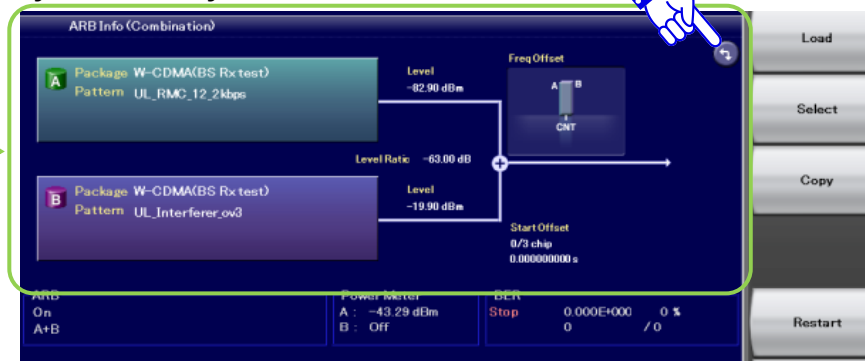 ARB Info (Combination)
A
Package W-CDMA(BS Rx test)
Pattern UL_RMC_12_2kbps
Level
-82.90 dBm
Freq Offset
A B
CNT
Level Ratio -63.00 dB
B
Package W-CDMA(BS Rx test)
Pattern UL_Interferer_ov3
Level
-19.90 dBm
Start Offset
0/3 chip
0.000000000 s
ARB
On
A+B
Power Meter
A : -43.29 dBm
B : Off
BER
Stop 0.000E+000 0 %
0 / 0
Load
Select
Copy
Restart